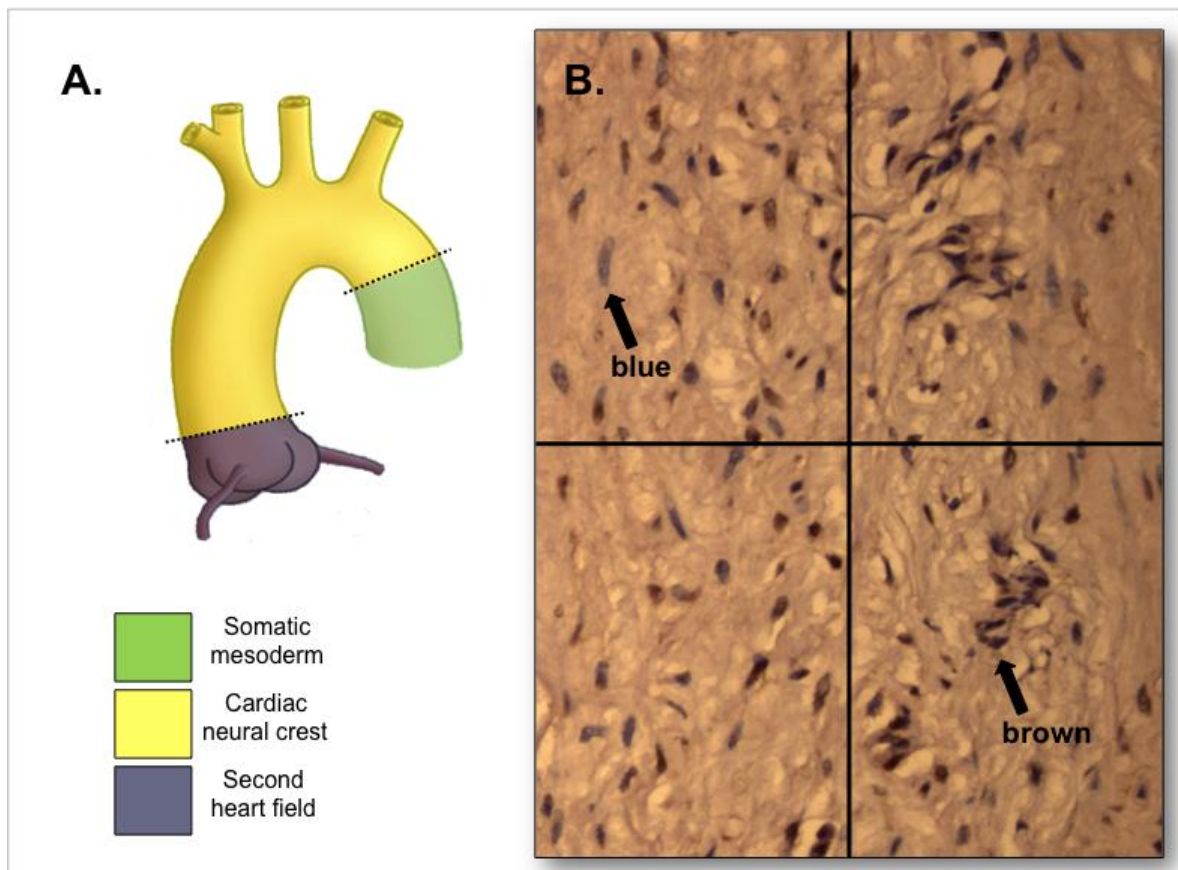 A.
B.
blue
brown
Somatic
mesoderm
Cardiac
neural crest
Second
heart field